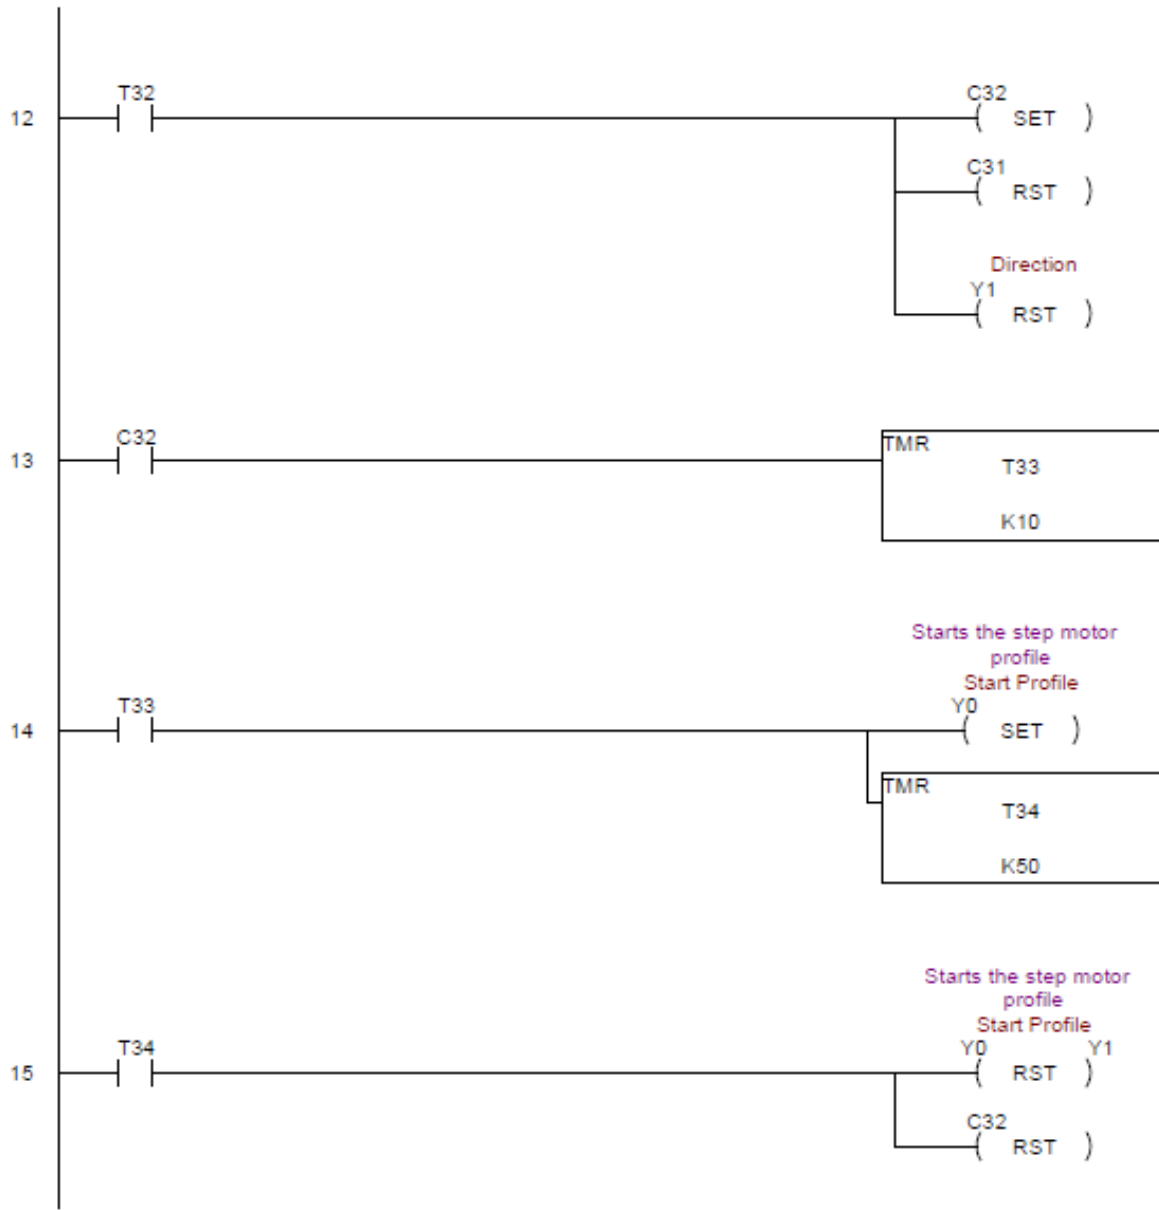 T32
C32
12
SET
C31
RST
Direction
Y1
RST
C32
13
TMR
T33
K10
Starts the step motor
profile
Start Profile
T33
Y0
14
SET
TMR
T34
K50
Starts the step motor
profile
Start Profile
T34
Y0
Y1
15
RST
C32
RST